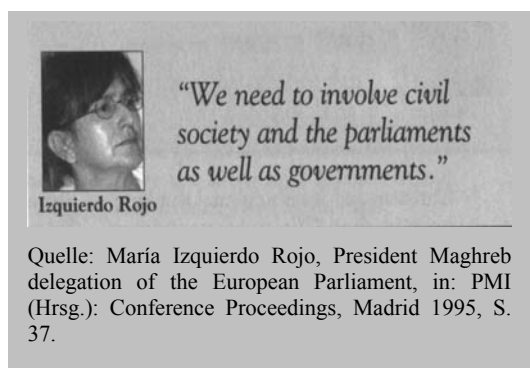 “We need to involve civil
society and the parliaments
as well as governments.”
Izquierdo Rojo
Quelle: María Izquierdo Rojo, President Maghreb
delegation of the European Parliament, in: PMI
(Hrsg.): Conference Proceedings, Madrid 1995, S.
37.